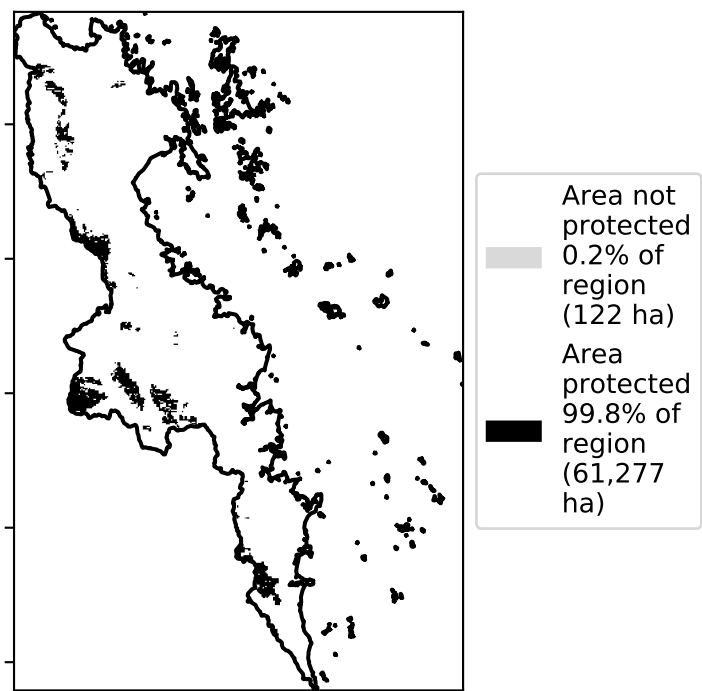 Area not
protected
0.2% of
region
(122 ha)
Area
protected
99.8% of
region
(61,277
ha)